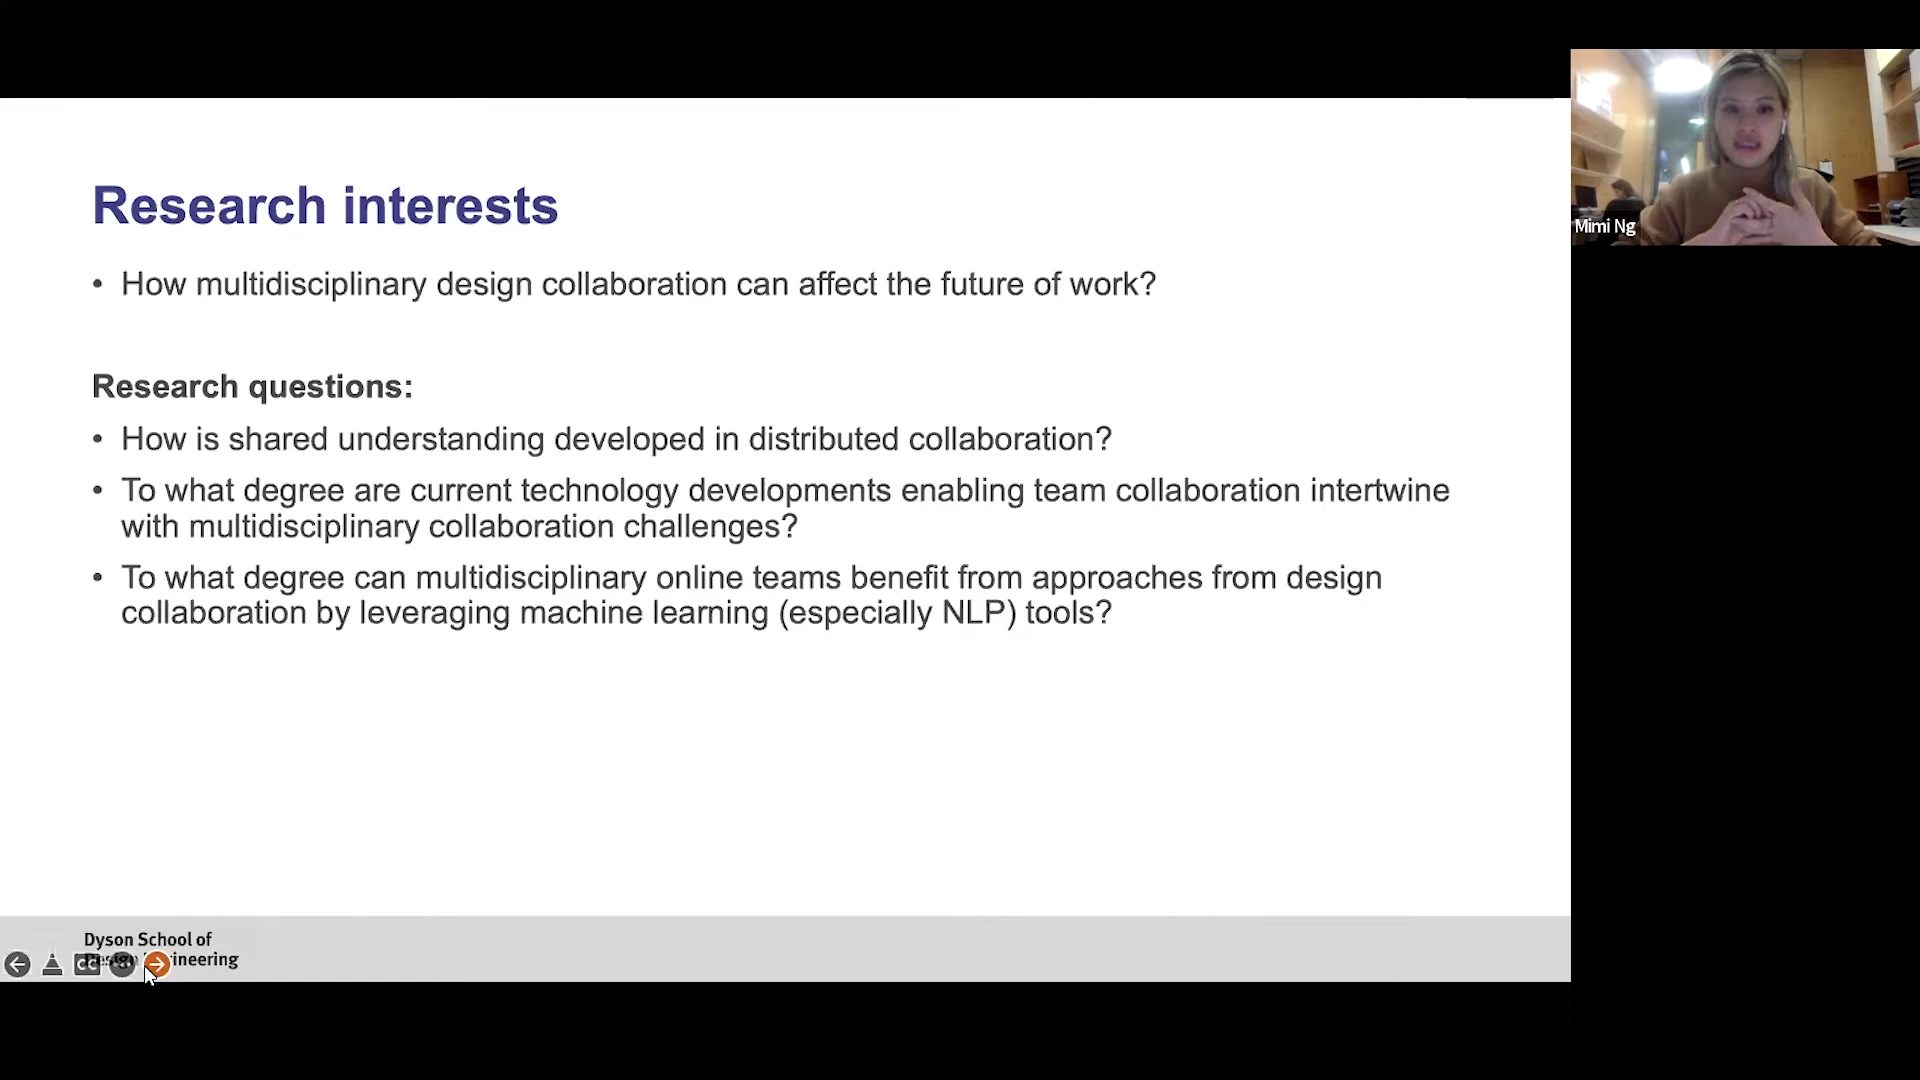 Research interests
• How multidisciplinary design collaboration can affect the future of work?
Research questions:
• How is shared understanding developed in distributed collaboration?
• To what degree are current technology developments enabling team collaboration intertwine
with multidisciplinary collaboration challenges?
• To what degree can multidisciplinary online teams benefit from approaches from design
collaboration by leveraging machine learning (especially NLP) tools?
Mimi Ng
Dyson School of
Design Engineering
CC